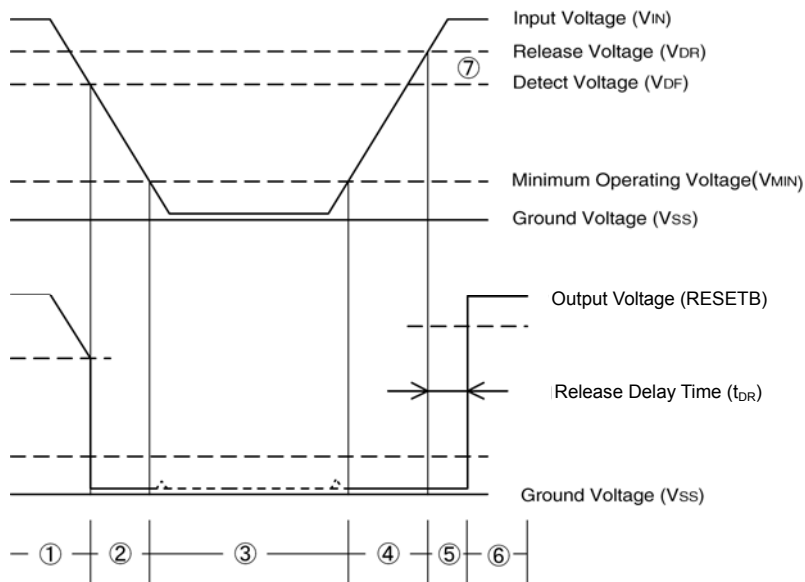 Input Voltage (VIN)
Release Voltage (VDR)
⑦
Detect Voltage (VDF)
Minimum Operating Voltage(VMIN)
Ground Voltage (VSS)
Output Voltage (RESETB)
Release Delay Time (tDR)
Ground Voltage (VSS)
① ② ③ ④ ⑤ ⑥